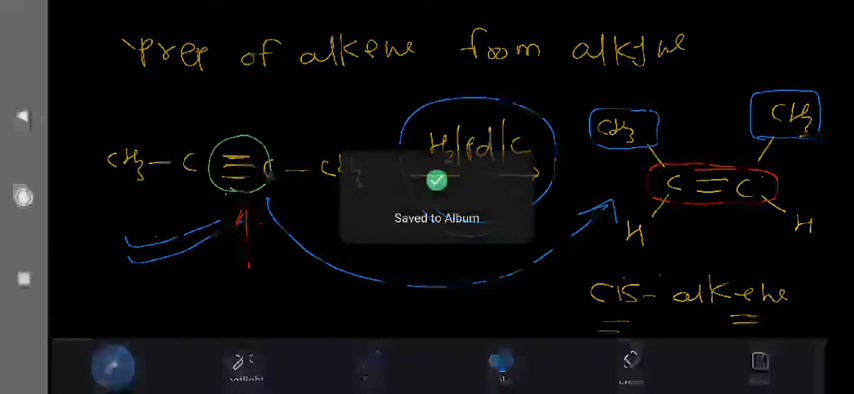 prep of alkene from alkyne
CH3 — C ≡ C — CH3
H2/Pd/C
CH3 CH3
C = C
H H
cis-alkene
Saved to Album